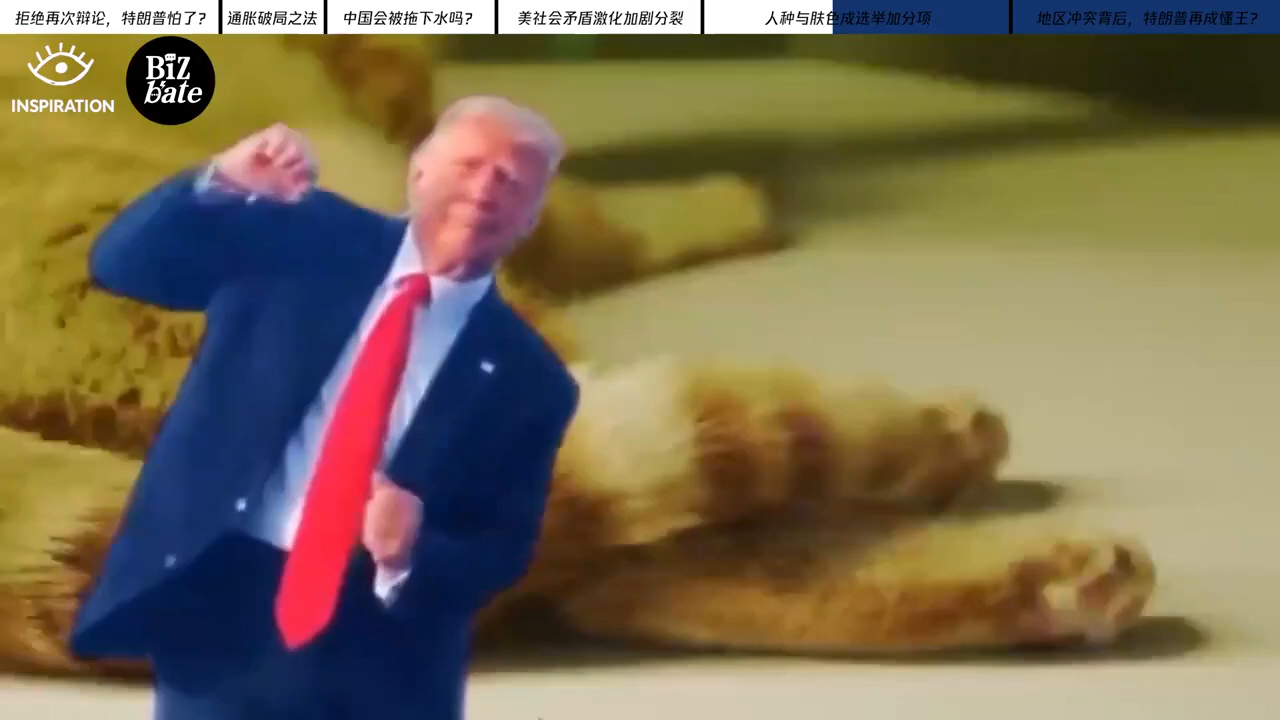 拒绝再次辩论，特朗普怕了?
通胀破局之法
中国会被拖下水吗?
美社会矛盾激化加剧分裂
人种与肤色成选举加分项
地区冲突背后，特朗普再成懂王?
INSPIRATION
BiZ
bate